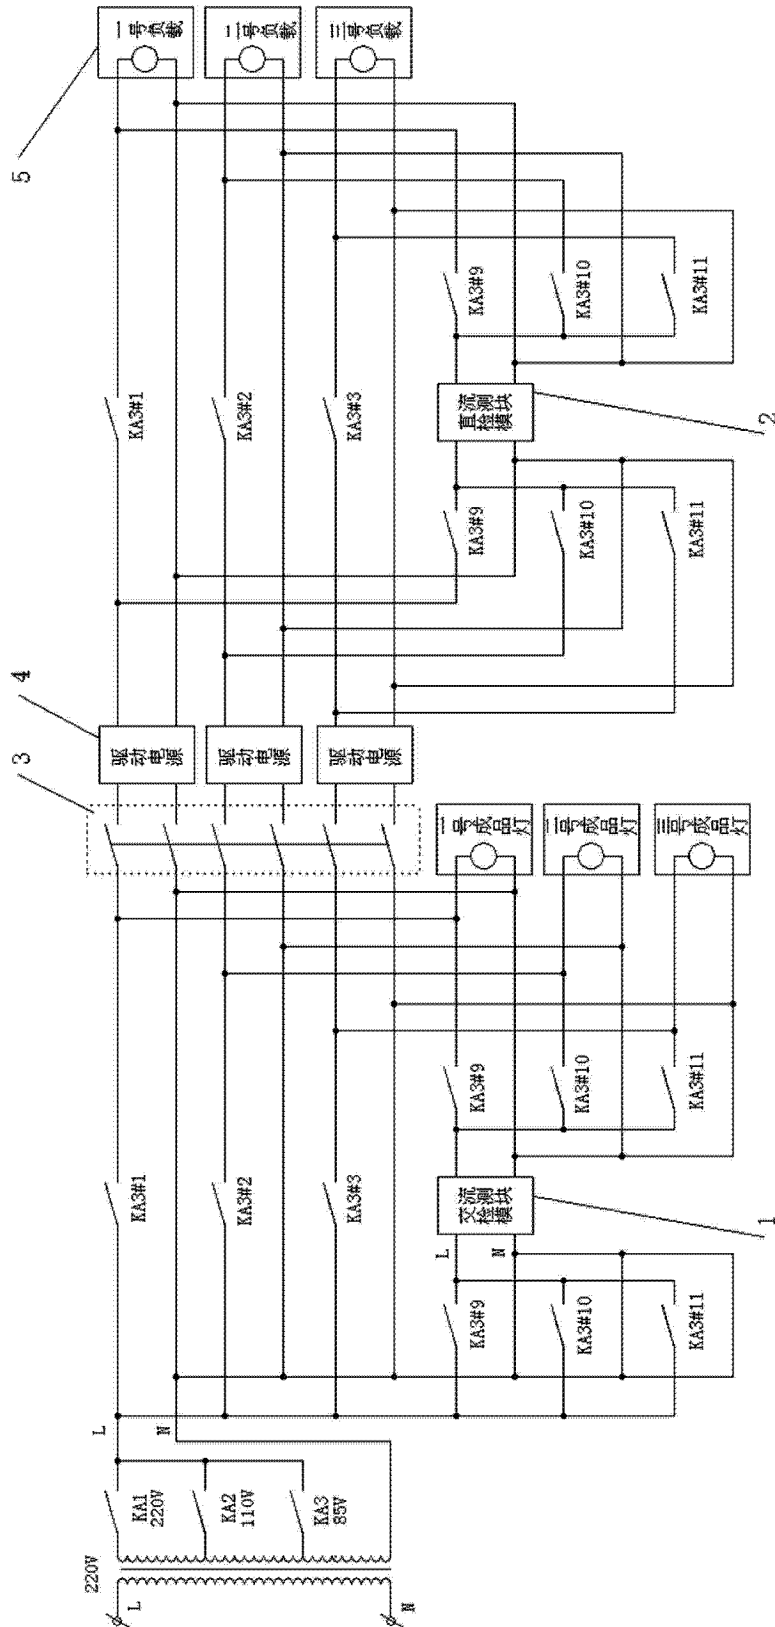 3
4
5
220V
L
L
KA1
220V
KA3#1
驱动电源
KA3#1
一号负载
N
KA2
110V
KA3#2
驱动电源
KA3#2
二号负载
KA3
85V
KA3#3
驱动电源
KA3#3
三号负载
N
L
N
KA3#9
交流
检测
模块
KA3#9
一号成品灯
KA3#9
直流
检测
模块
KA3#9
KA3#10
KA3#10
二号成品灯
KA3#10
KA3#10
KA3#11
KA3#11
三号成品灯
KA3#11
KA3#11
1
2